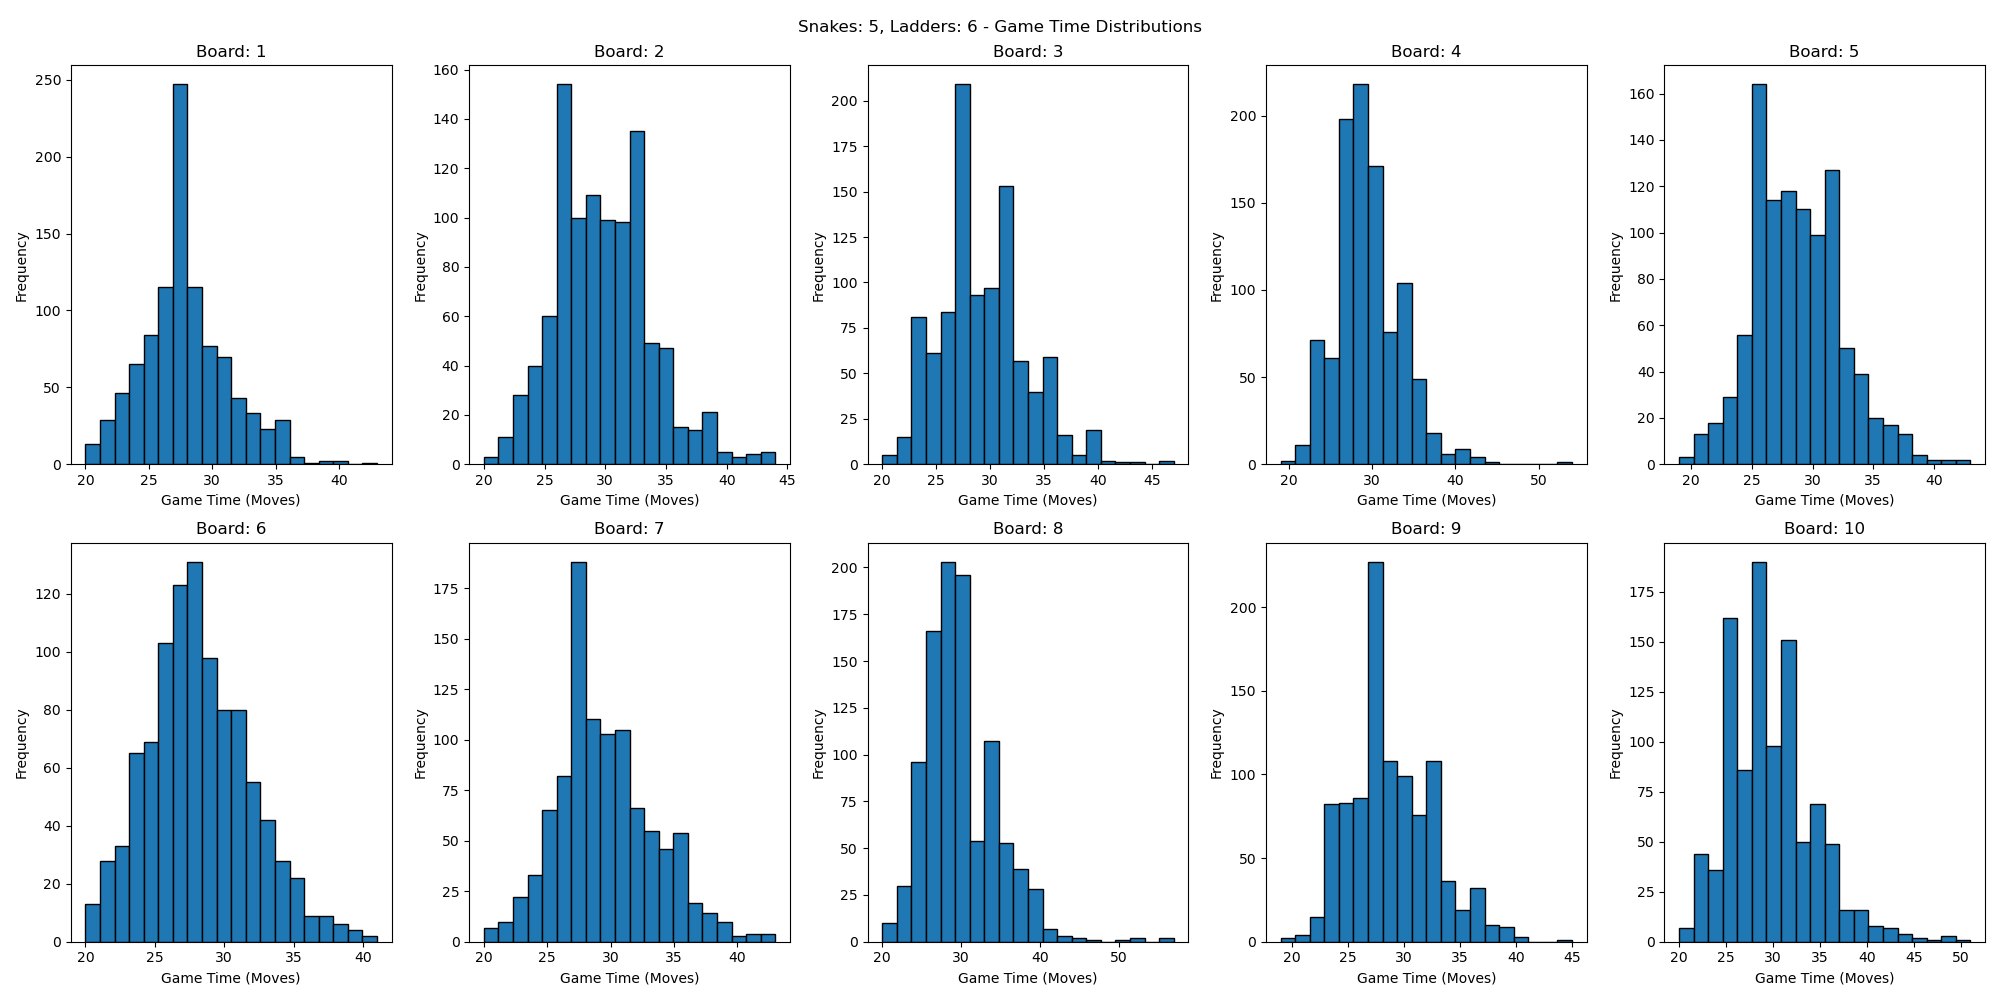 Snakes: 5, Ladders: 6 - Game Time Distributions
Board: 1
250
200
150
100
50
0
Frequency
20 25 30 35 40
Game Time (Moves)
Board: 2
160
140
120
100
80
60
40
20
0
Frequency
20 25 30 35 40 45
Game Time (Moves)
Board: 3
200
175
150
125
100
75
50
25
0
Frequency
20 25 30 35 40 45
Game Time (Moves)
Board: 4
200
150
100
50
0
Frequency
20 30 40 50
Game Time (Moves)
Board: 5
160
140
120
100
80
60
40
20
0
Frequency
20 25 30 35 40
Game Time (Moves)
Board: 6
120
100
80
60
40
20
0
Frequency
20 25 30 35 40
Game Time (Moves)
Board: 7
175
150
125
100
75
50
25
0
Frequency
20 25 30 35 40
Game Time (Moves)
Board: 8
200
175
150
125
100
75
50
25
0
Frequency
20 30 40 50
Game Time (Moves)
Board: 9
200
150
100
50
0
Frequency
20 25 30 35 40 45
Game Time (Moves)
Board: 10
175
150
125
100
75
50
25
0
Frequency
20 25 30 35 40 45 50
Game Time (Moves)